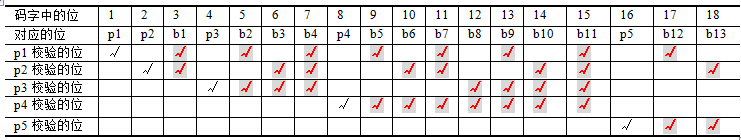 码字中的位 1 2 3 4 5 6 7 8 9 10 11 12 13 14 15 16 17 18
对应的位 p1 p2 b1 p3 b2 b3 b4 p4 b5 b6 b7 b8 b9 b10 b11 p5 b12 b13
p1 校验的位 √ √ √ √ √ √ √ √ √
p2 校验的位 √ √ √ √ √ √ √ √ √
p3 校验的位 √ √ √ √ √ √ √ √
p4 校验的位 √ √ √ √ √ √ √ √
p5 校验的位 √ √ √